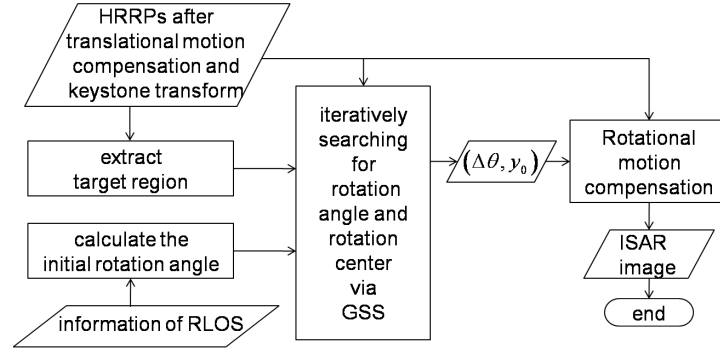 HRRPs after
translational motion
compensation and
keystone transform
extract
target region
calculate the
initial rotation angle
information of RLOS
iteratively
searching
for
rotation
angle and
rotation
center
via
GSS
(Δθ, y₀)
Rotational
motion
compensation
ISAR
image
end